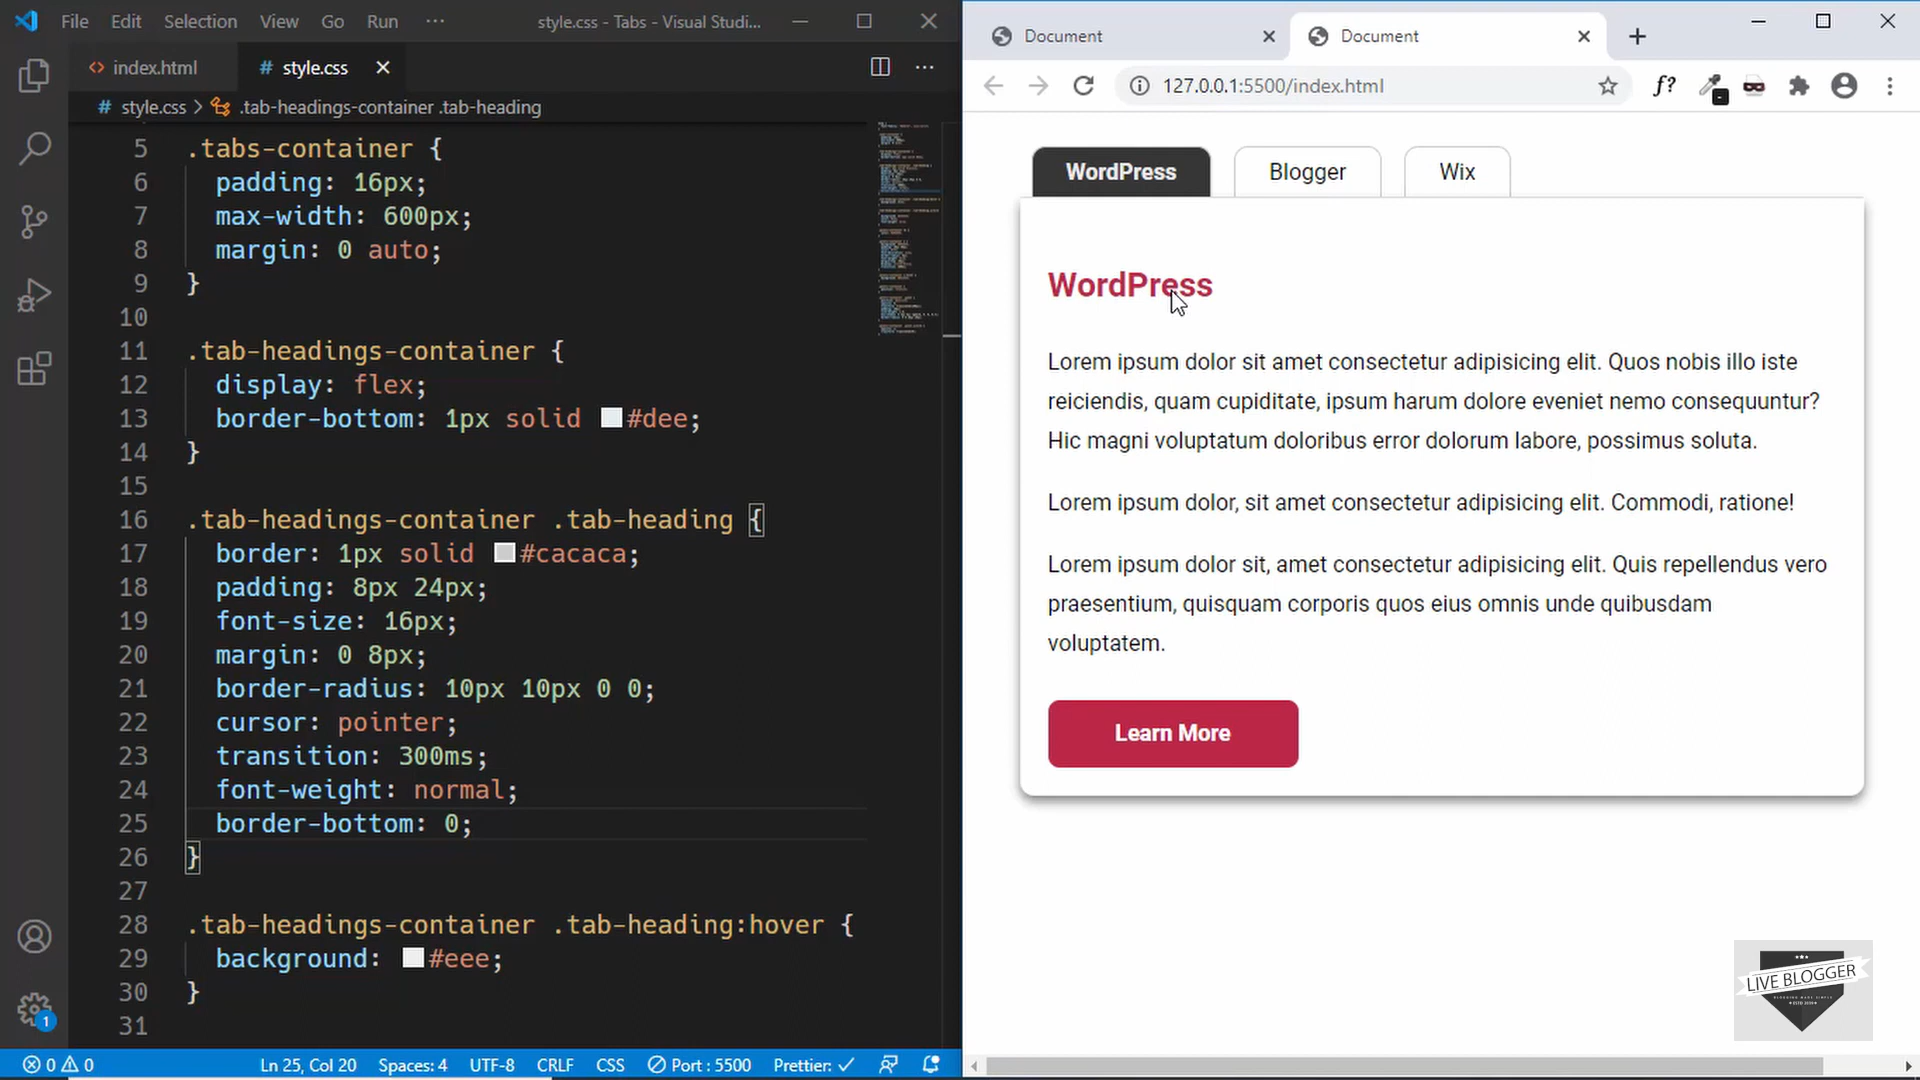 File Edit Selection View Go Run ··· style.css - Tabs - Visual Studi...
index.html # style.css
# style.css > .tab-headings-container .tab-heading
5 .tabs-container {
6 padding: 16px;
7 max-width: 600px;
8 margin: 0 auto;
9 }
10
11 .tab-headings-container {
12 display: flex;
13 border-bottom: 1px solid #dee;
14 }
15
16 .tab-headings-container .tab-heading {
17 border: 1px solid #cacaca;
18 padding: 8px 24px;
19 font-size: 16px;
20 margin: 0 8px;
21 border-radius: 10px 10px 0 0;
22 cursor: pointer;
23 transition: 300ms;
24 font-weight: normal;
25 border-bottom: 0;
26 }
27
28 .tab-headings-container .tab-heading:hover {
29 background: #eee;
30 }
31
1
0 0 Ln 25, Col 20 Spaces: 4 UTF-8 CRLF CSS Port : 5500 Prettier:
Document Document
127.0.0.1:5500/index.html f?
WordPress Blogger Wix
WordPress
Lorem ipsum dolor sit amet consectetur adipisicing elit. Quos nobis illo iste
reiciendis, quam cupiditate, ipsum harum dolore eveniet nemo consequuntur?
Hic magni voluptatum doloribus error dolorum labore, possimus soluta.
Lorem ipsum dolor, sit amet consectetur adipisicing elit. Commodi, ratione!
Lorem ipsum dolor sit, amet consectetur adipisicing elit. Quis repellendus vero
praesentium, quisquam corporis quos eius omnis unde quibusdam
voluptatem.
Learn More
LIVE BLOGGER